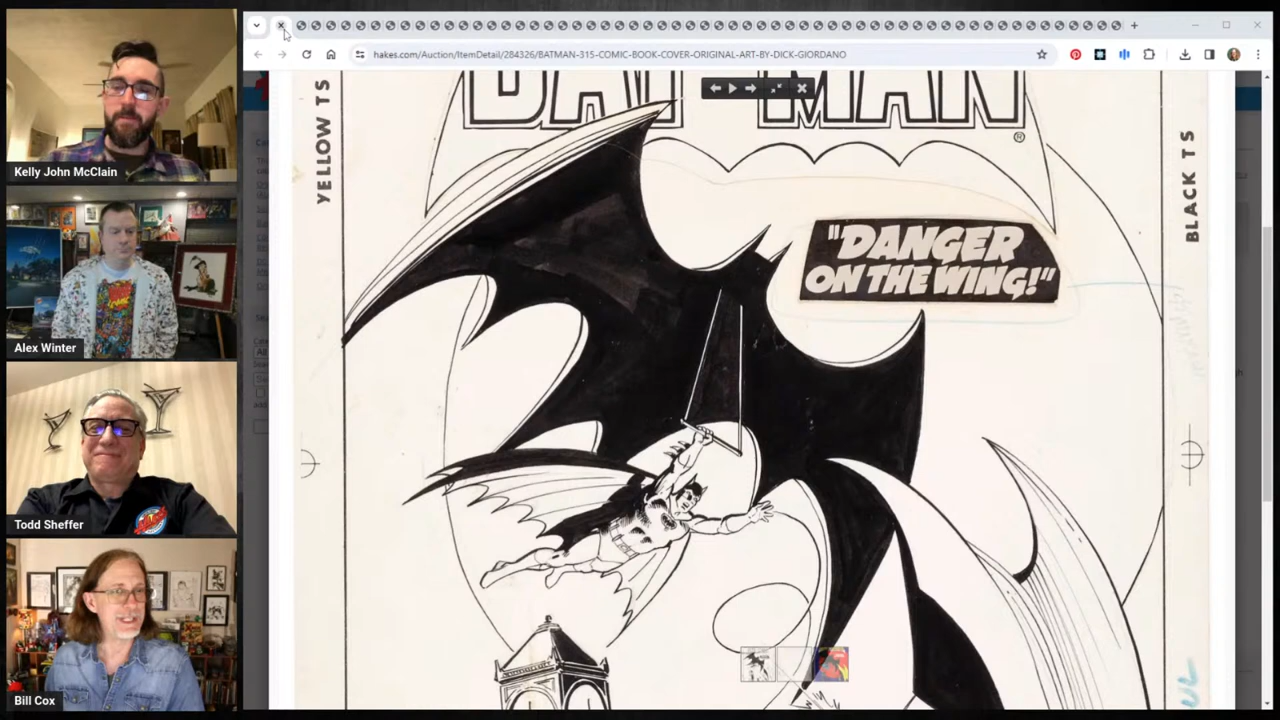 Kelly John McClain
Alex Winter
Todd Sheffer
Bill Cox
hakes.com/Auction/ItemDetail/284326/BATMAN-315-COMIC-BOOK-COVER-ORIGINAL-ART-BY-DICK-GIORDANO
BATMAN
®
YELLOW TS
BLACK TS
"DANGER
ON THE WING!"